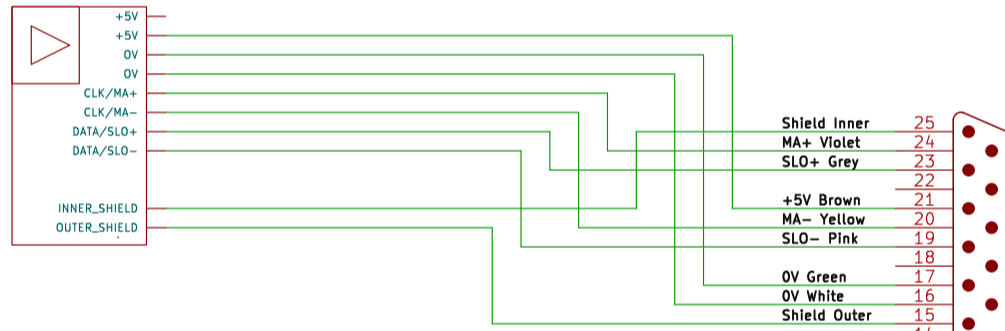 +5V
+5V
0V
0V
CLK/MA+
CLK/MA-
DATA/SLO+
DATA/SLO-
INNER_SHIELD
OUTER_SHIELD
Shield Inner 25
MA+ Violet 24
SLO+ Grey 23
22
+5V Brown 21
MA- Yellow 20
SLO- Pink 19
18
0V Green 17
0V White 16
Shield Outer 15